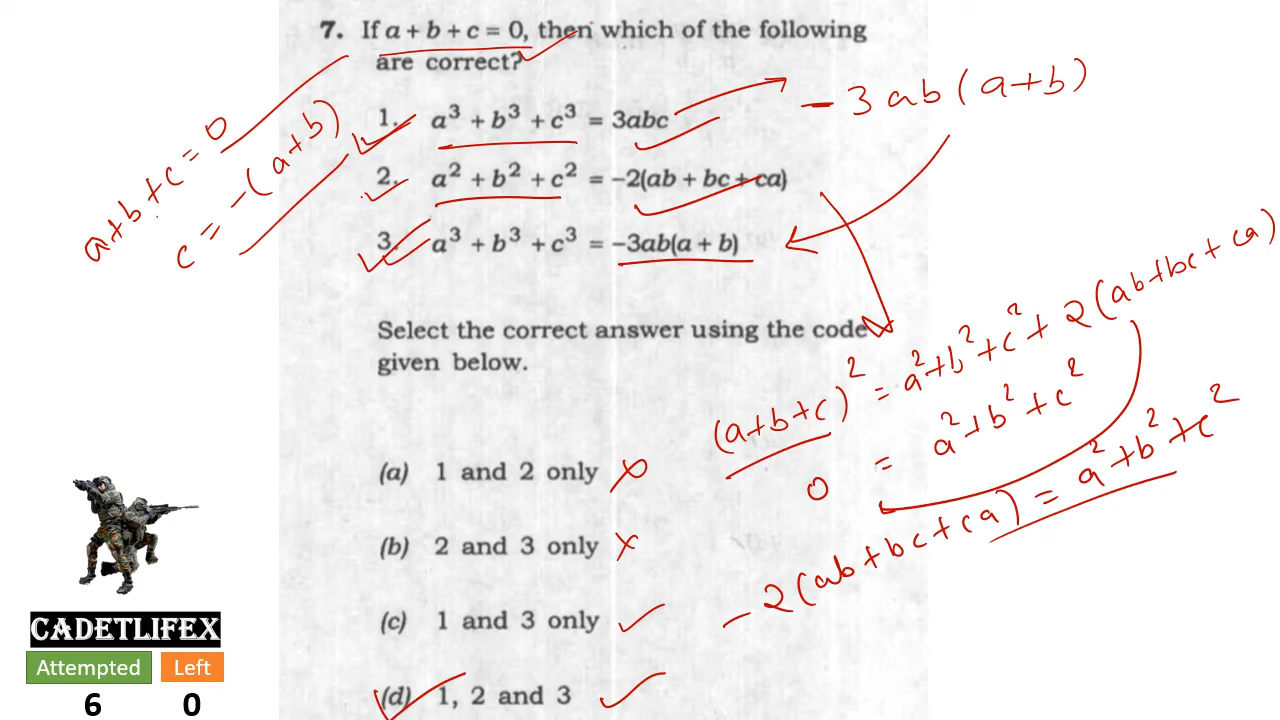 7. If a + b + c = 0, then which of the following
are correct?
1. a³ + b³ + c³ = 3abc
2. a² + b² + c² = –2(ab + bc + ca)
3. a³ + b³ + c³ = –3ab(a + b)
Select the correct answer using the code
given below.
(a) 1 and 2 only
(b) 2 and 3 only
(c) 1 and 3 only
(d) 1, 2 and 3
a+b+c = 0
c = -(a+b)
-3ab(a+b)
(a+b+c)² = a²+b²+c²+2(ab+bc+ca)
0 = a²+b²+c²
-2(ab+bc+ca) = a²+b²+c²
CADETLIFEX
Attempted Left
6 0